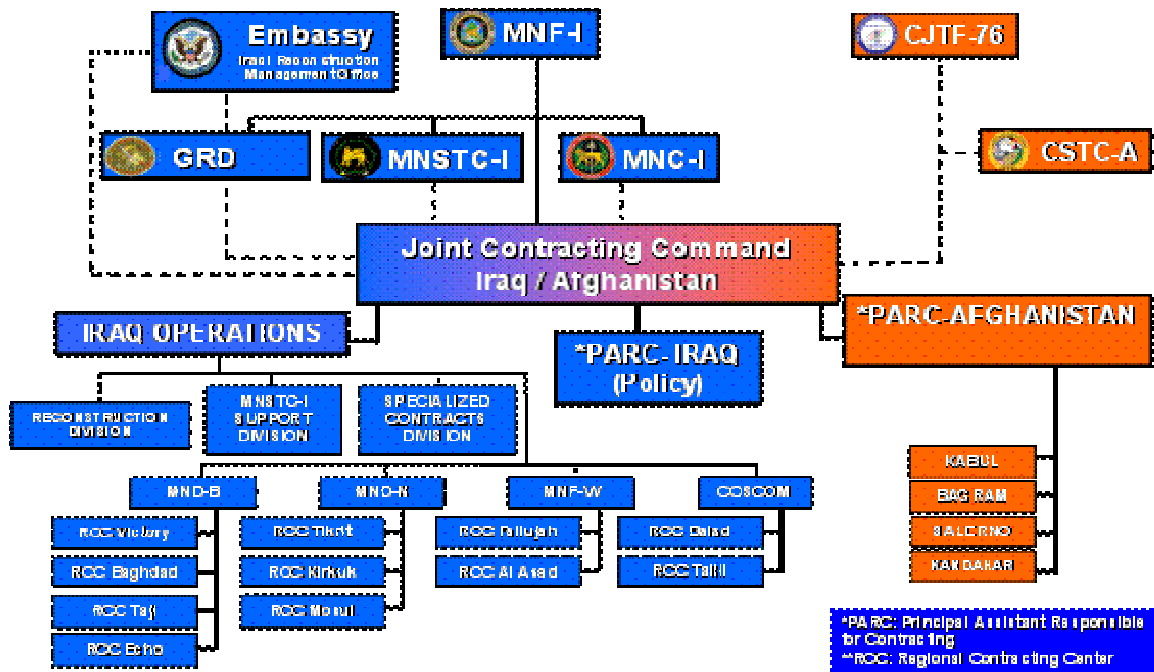 Embassy
Iraqi Reconstruction
Management Office
MNF-I
CJTF-76
GRD
MNSTC-I
MNC-I
CSTC-A
Joint Contracting Command
Iraq / Afghanistan
IRAQ OPERATIONS
*PARC- IRAQ
(Policy)
*PARC-AFGHANISTAN
RECONSTRUCTION
DIVISION
MNSTC-I
SUPPORT
DIVISION
SPECIALIZED
CONTRACTS
DIVISION
MND-B
MND-N
MNF-W
COSCOM
RCC Victory
RCC Baghdad
RCC Taji
RCC Echo
RCC Tikrit
RCC Kirkuk
RCC Mosul
RCC Fallujah
RCC Al Asad
RCC Balad
RCC Tallil
KABUL
BAGRAM
SALERNO
KANDAHAR
*PARC: Principal Assistant Responsible
for Contracting
**RCC: Regional Contracting Center